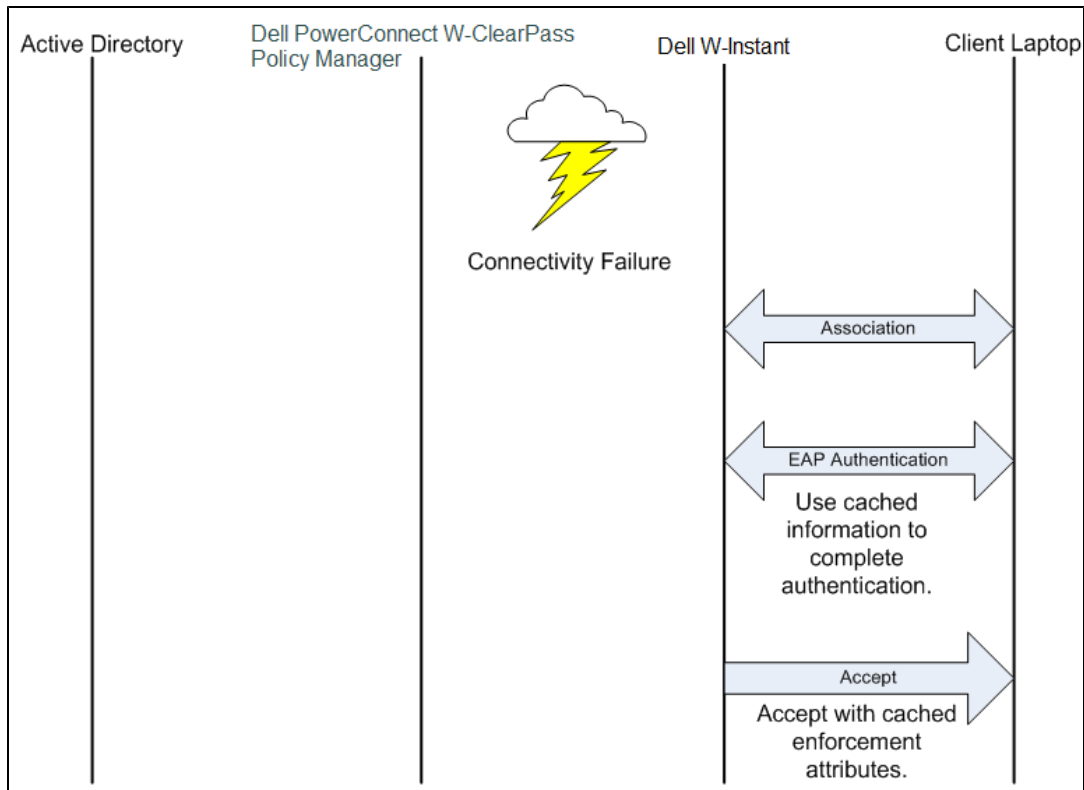 Active Directory
Dell PowerConnect W-ClearPass
Policy Manager
Dell W-Instant
Client Laptop
Connectivity Failure
Association
EAP Authentication
Use cached
information to
complete
authentication.
Accept
Accept with cached
enforcement
attributes.